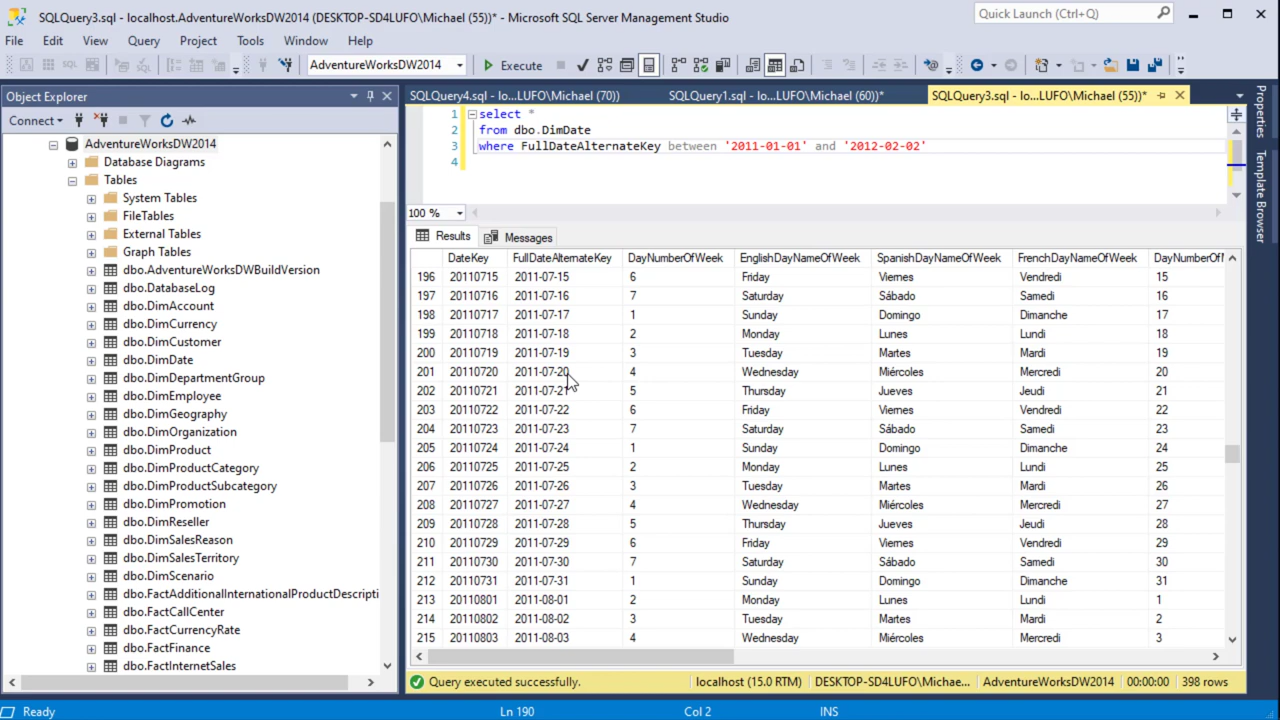 SQLQuery3.sql - localhost.AdventureWorksDW2014 (DESKTOP-SD4LUFO\Michael (55))* - Microsoft SQL Server Management Studio
Quick Launch (Ctrl+Q)
File Edit View Query Project Tools Window Help
AdventureWorksDW2014 Execute
Object Explorer
Connect
AdventureWorksDW2014
Database Diagrams
Tables
System Tables
FileTables
External Tables
Graph Tables
dbo.AdventureWorksDWBuildVersion
dbo.DatabaseLog
dbo.DimAccount
dbo.DimCurrency
dbo.DimCustomer
dbo.DimDate
dbo.DimDepartmentGroup
dbo.DimEmployee
dbo.DimGeography
dbo.DimOrganization
dbo.DimProduct
dbo.DimProductCategory
dbo.DimProductSubcategory
dbo.DimPromotion
dbo.DimReseller
dbo.DimSalesReason
dbo.DimSalesTerritory
dbo.DimScenario
dbo.FactAdditionalInternationalProductDescripti
dbo.FactCallCenter
dbo.FactCurrencyRate
dbo.FactFinance
dbo.FactInternetSales
SQLQuery4.sql - lo...LUFO\Michael (70)) SQLQuery1.sql - lo...LUFO\Michael (60))* SQLQuery3.sql - lo...LUFO\Michael (55))*
1 select *
2 from dbo.DimDate
3 where FullDateAlternateKey between '2011-01-01' and '2012-02-02'
4
100 %
Results Messages
DateKey FullDateAlternateKey DayNumberOfWeek EnglishDayNameOfWeek SpanishDayNameOfWeek FrenchDayNameOfWeek DayNumberOfM
196 20110715 2011-07-15 6 Friday Viernes Vendredi 15
197 20110716 2011-07-16 7 Saturday Sábado Samedi 16
198 20110717 2011-07-17 1 Sunday Domingo Dimanche 17
199 20110718 2011-07-18 2 Monday Lunes Lundi 18
200 20110719 2011-07-19 3 Tuesday Martes Mardi 19
201 20110720 2011-07-20 4 Wednesday Miércoles Mercredi 20
202 20110721 2011-07-21 5 Thursday Jueves Jeudi 21
203 20110722 2011-07-22 6 Friday Viernes Vendredi 22
204 20110723 2011-07-23 7 Saturday Sábado Samedi 23
205 20110724 2011-07-24 1 Sunday Domingo Dimanche 24
206 20110725 2011-07-25 2 Monday Lunes Lundi 25
207 20110726 2011-07-26 3 Tuesday Martes Mardi 26
208 20110727 2011-07-27 4 Wednesday Miércoles Mercredi 27
209 20110728 2011-07-28 5 Thursday Jueves Jeudi 28
210 20110729 2011-07-29 6 Friday Viernes Vendredi 29
211 20110730 2011-07-30 7 Saturday Sábado Samedi 30
212 20110731 2011-07-31 1 Sunday Domingo Dimanche 31
213 20110801 2011-08-01 2 Monday Lunes Lundi 1
214 20110802 2011-08-02 3 Tuesday Martes Mardi 2
215 20110803 2011-08-03 4 Wednesday Miércoles Mercredi 3
Query executed successfully. localhost (15.0 RTM) DESKTOP-SD4LUFO\Michae... AdventureWorksDW2014 00:00:00 398 rows
Properties
Template Browser
Ready Ln 190 Col 2 INS